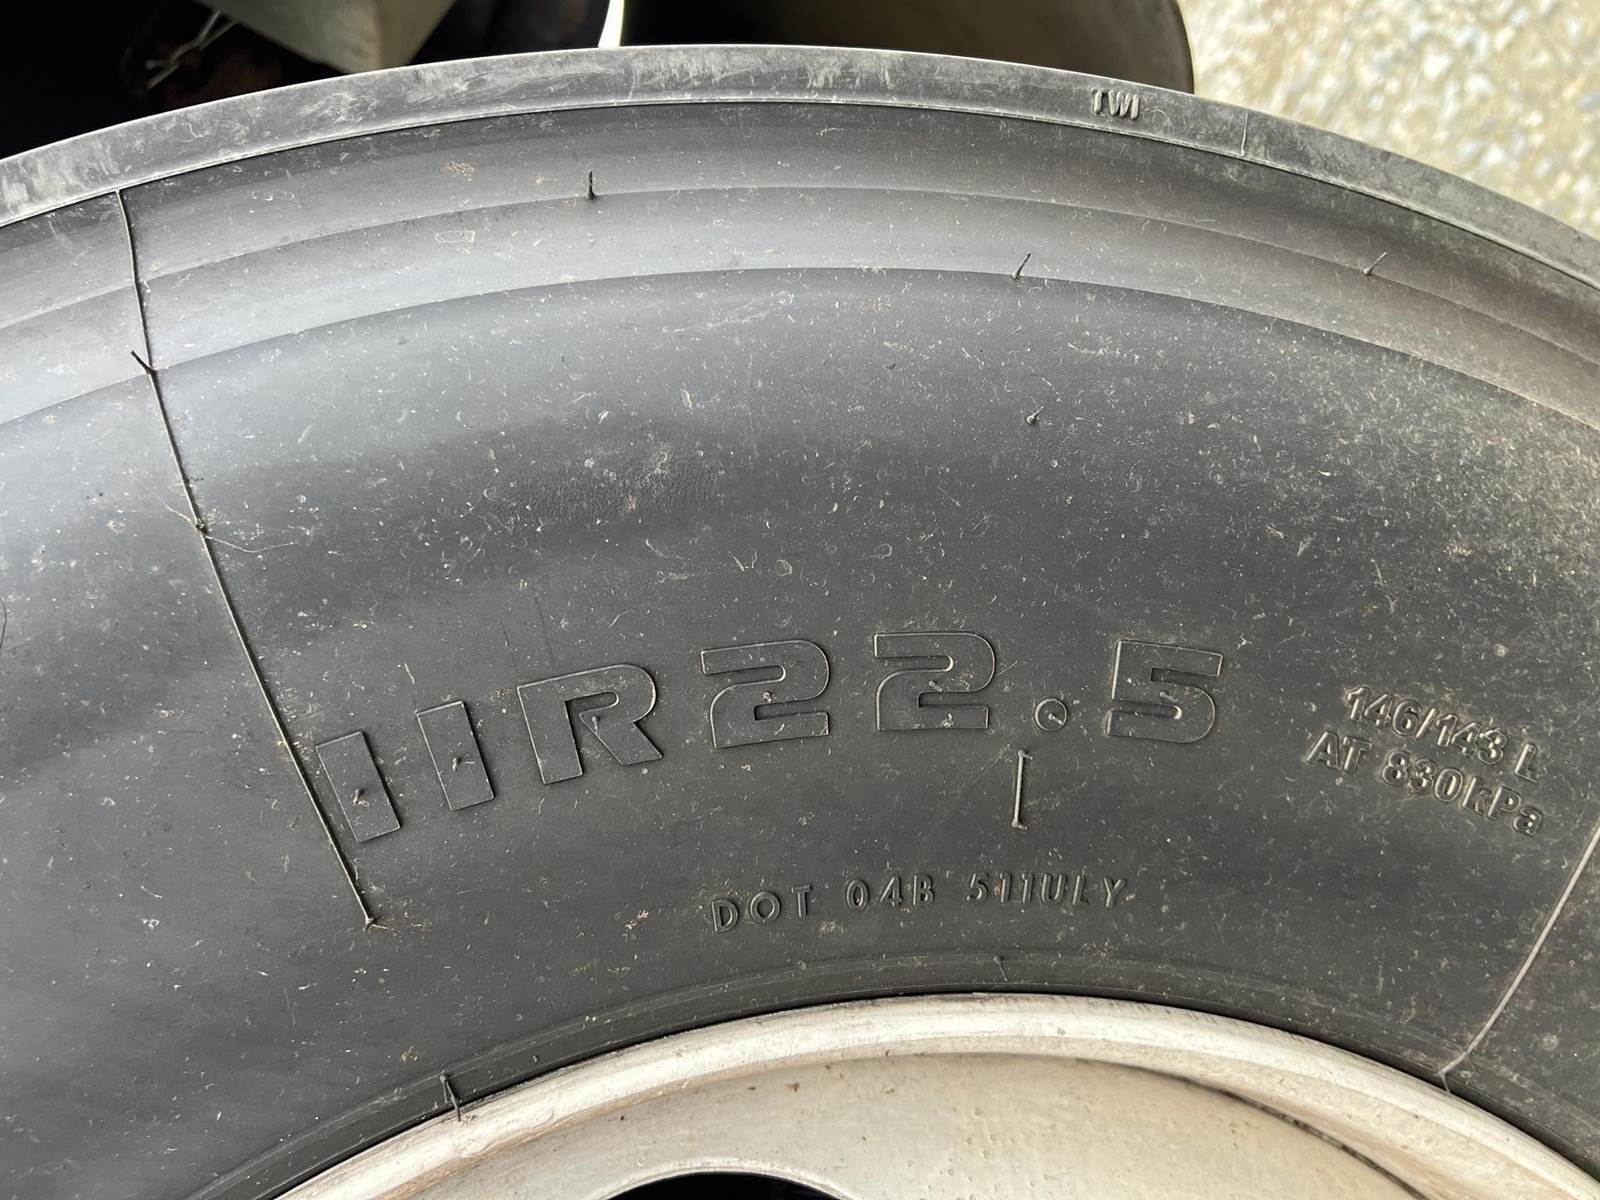 TWI
11R22.5
146/143 L
AT 830kPa
DOT 04B 511ULY